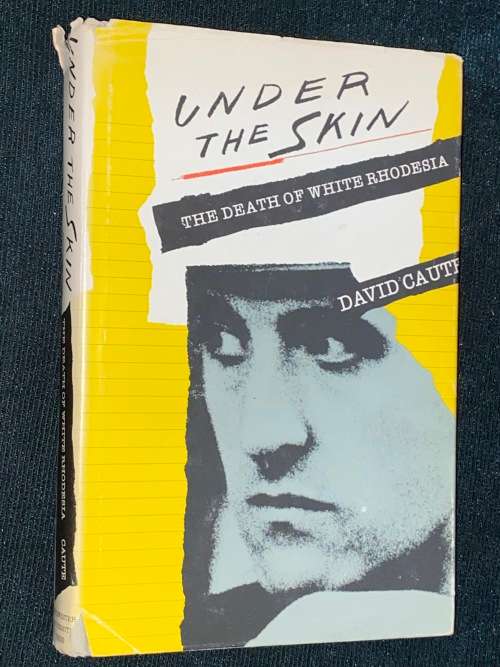 UNDER
THE SKIN
THE DEATH OF WHITE RHODESIA
DAVID CAUTE
UNDER THE SKIN
THE DEATH OF WHITE RHODESIA
CAUTE